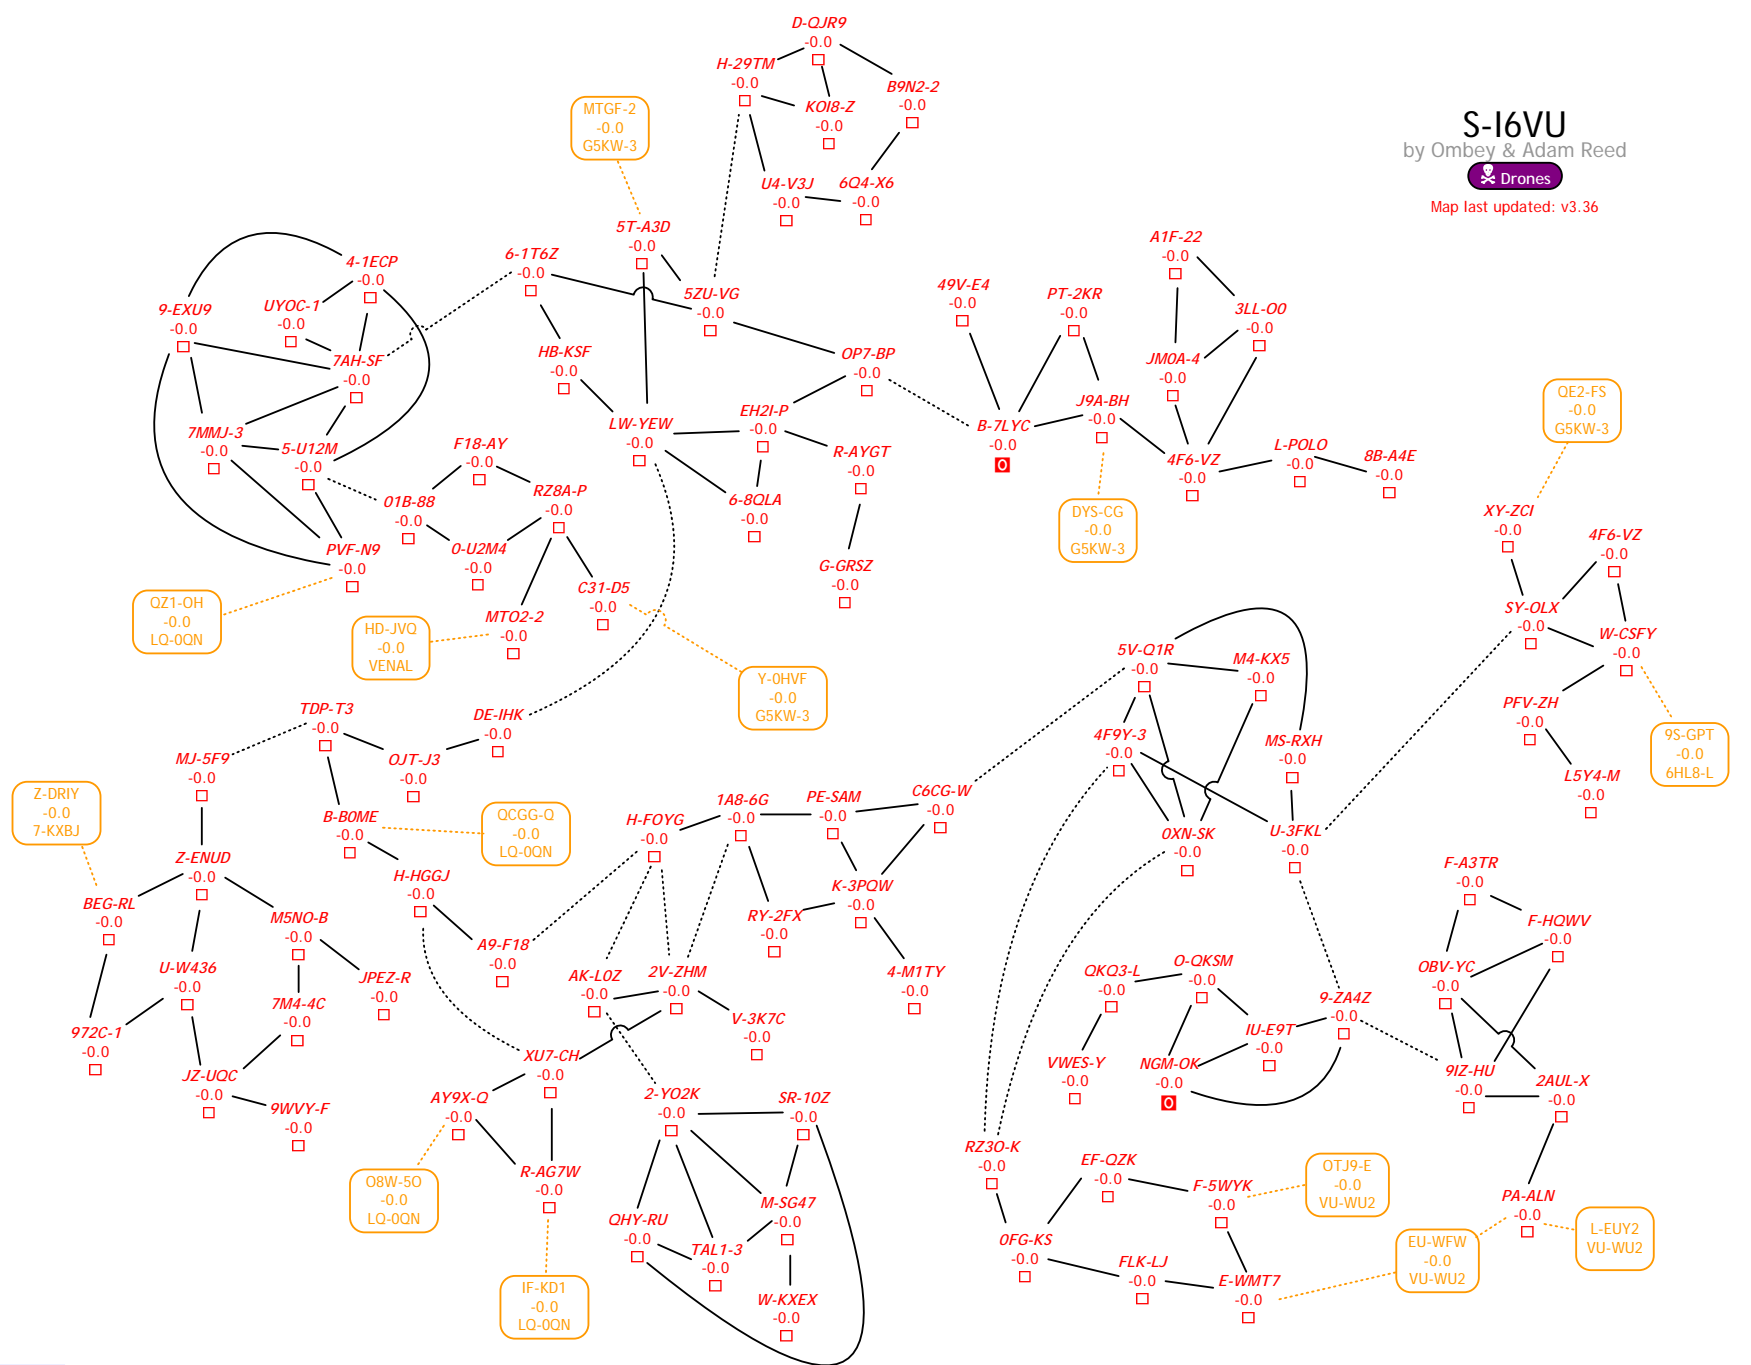 D-QJR9
-0.0
H-29TM
-0.0
B9N2-2
-0.0
KOI8-Z
-0.0
MTGF-2
-0.0
G5KW-3
S-I6VU
by Ombey & Adam Reed
Drones
Map last updated: v3.36
U4-V3J
-0.0
6Q4-X6
-0.0
5T-A3D
-0.0
A1F-22
-0.0
6-1T6Z
-0.0
4-1ECP
-0.0
5ZU-VG
-0.0
49V-E4
-0.0
PT-2KR
-0.0
3LL-O0
-0.0
UYOC-1
-0.0
9-EXU9
-0.0
HB-KSF
-0.0
OP7-BP
-0.0
JM0A-4
-0.0
7AH-SF
-0.0
QE2-FS
-0.0
G5KW-3
J9A-BH
-0.0
EH2I-P
-0.0
LW-YEW
-0.0
B-7LYC
-0.0
0
7MMJ-3
-0.0
5-U12M
-0.0
F18-AY
-0.0
R-AYGT
-0.0
4F6-VZ
-0.0
L-POLO
-0.0
8B-A4E
-0.0
RZ8A-P
-0.0
01B-88
-0.0
6-8QLA
-0.0
DYS-CG
-0.0
G5KW-3
XY-ZCI
-0.0
4F6-VZ
-0.0
PVF-N9
-0.0
0-U2M4
-0.0
G-GRSZ
-0.0
C31-D5
-0.0
QZ1-OH
-0.0
LQ-0QN
MTO2-2
-0.0
HD-JVQ
-0.0
VENAL
SY-OLX
-0.0
W-CSFY
-0.0
5V-Q1R
-0.0
M4-KX5
-0.0
Y-0HVF
-0.0
G5KW-3
PFV-ZH
-0.0
TDP-T3
-0.0
DE-IHK
-0.0
4F9Y-3
-0.0
MS-RXH
-0.0
9S-GPT
-0.0
6HL8-L
MJ-5F9
-0.0
OJT-J3
-0.0
L5Y4-M
-0.0
Z-DRIY
-0.0
7-KXBJ
C6CG-W
-0.0
1A8-6G
-0.0
PE-SAM
-0.0
B-B0ME
-0.0
QCGG-Q
-0.0
LQ-0QN
H-FOYG
-0.0
0XN-SK
-0.0
U-3FKL
-0.0
Z-ENUD
-0.0
H-HGGJ
-0.0
K-3PQW
-0.0
F-A3TR
-0.0
BEG-RL
-0.0
M5NO-B
-0.0
RY-2FX
-0.0
F-HQWV
-0.0
A9-F18
-0.0
U-W436
-0.0
JPEZ-R
-0.0
AK-L0Z
-0.0
2V-ZHM
-0.0
4-M1TY
-0.0
QKQ3-L
-0.0
O-QKSM
-0.0
OBV-YC
-0.0
7M4-4C
-0.0
9-ZA4Z
-0.0
972C-1
-0.0
V-3K7C
-0.0
IU-E9T
-0.0
XU7-CH
-0.0
VWES-Y
-0.0
NGM-OK
-0.0
0
9IZ-HU
-0.0
2AUL-X
-0.0
JZ-UQC
-0.0
9WVY-F
-0.0
AY9X-Q
-0.0
2-YO2K
-0.0
SR-10Z
-0.0
RZ3O-K
-0.0
R-AG7W
-0.0
O8W-5O
-0.0
LQ-0QN
EF-QZK
-0.0
F-5WYK
-0.0
OTJ9-E
-0.0
VU-WU2
PA-ALN
-0.0
M-SG47
-0.0
QHY-RU
-0.0
TAL1-3
-0.0
0FG-KS
-0.0
EU-WFW
-0.0
VU-WU2
L-EUY2
VU-WU2
FLK-LJ
-0.0
E-WMT7
-0.0
IF-KD1
-0.0
LQ-0QN
W-KXEX
-0.0